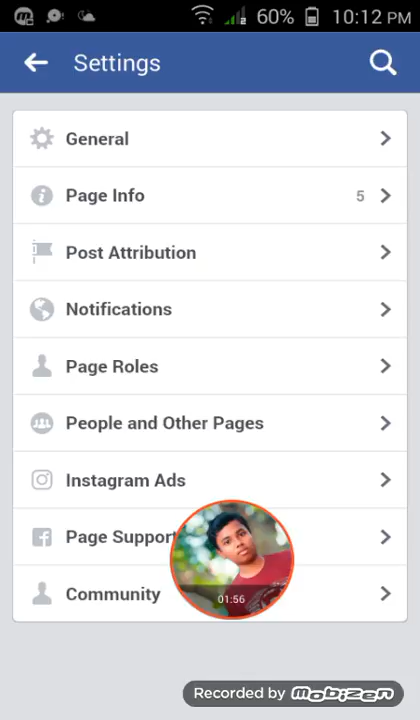 60% 10:12 PM
Settings
General
Page Info 5
Post Attribution
Notifications
Page Roles
People and Other Pages
Instagram Ads
Page Support
Community
01:56
Recorded by Mobizen